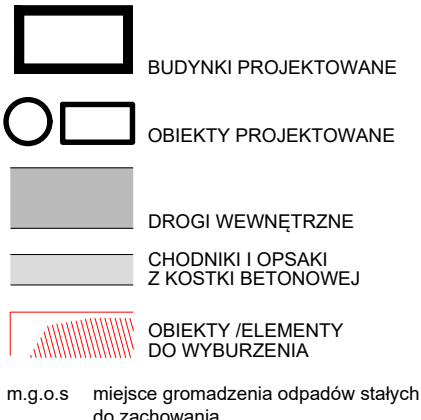 BUDYNKI PROJEKTOWANE
OBIEKTY PROJEKTOWANE
DROGI WEWNĘTRZNE
CHODNIKI I OPSAKI
Z KOSTKI BETONOWEJ
OBIEKTY /ELEMENTY
DO WYBURZENIA
m.g.o.s miejsce gromadzenia odpadów stałych
do zachowania